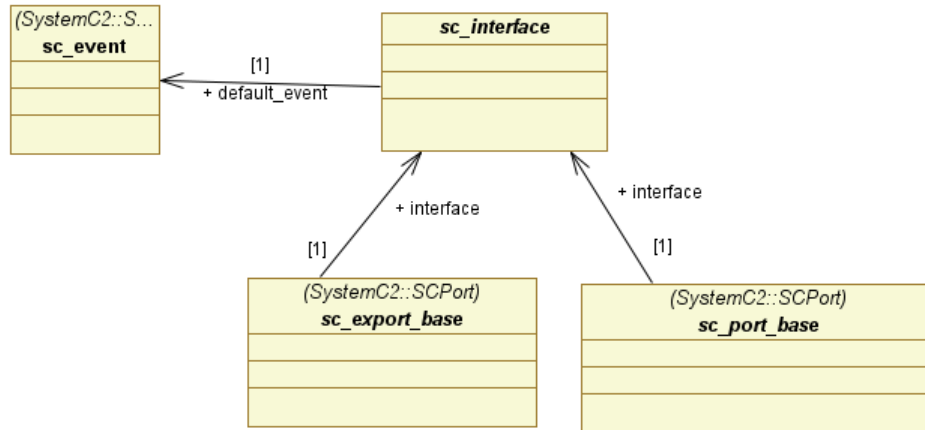 (SystemC2::S...
sc_event
sc_interface
[1]
+ default_event
+ interface
+ interface
[1]
[1]
(SystemC2::SCPort)
sc_export_base
(SystemC2::SCPort)
sc_port_base